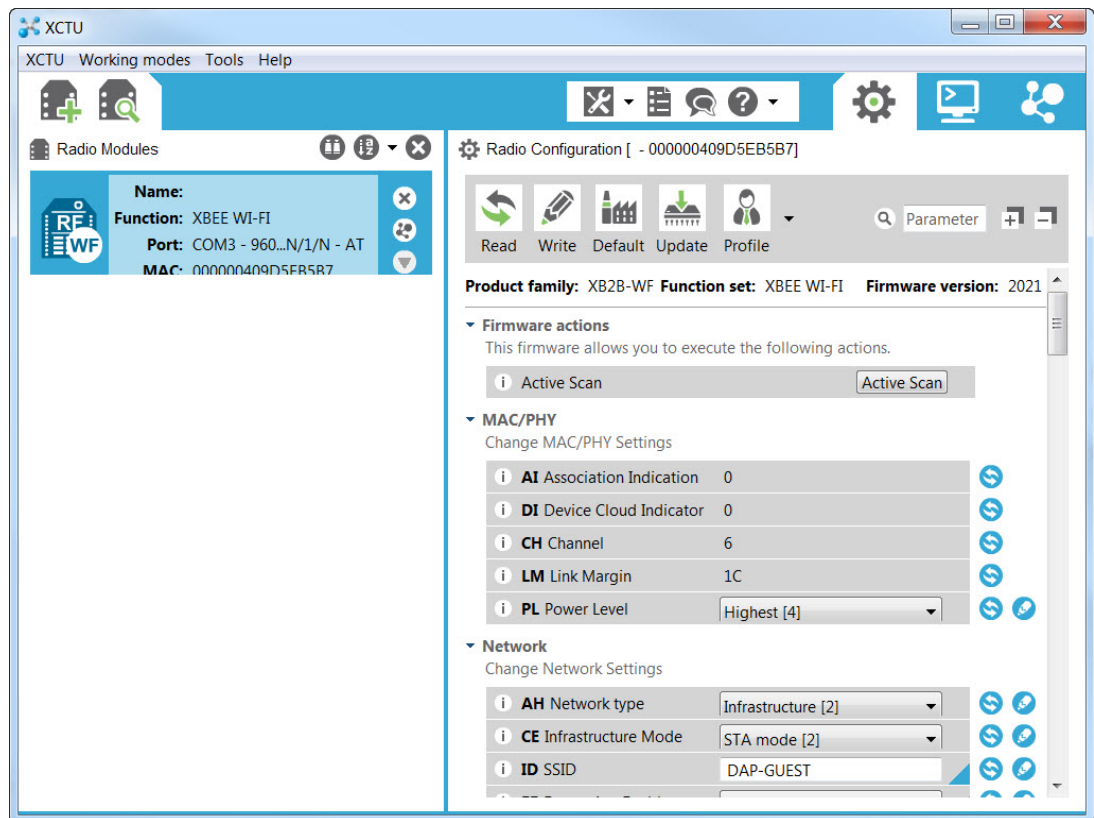 XCTU
XCTU Working modes Tools Help
Radio Modules
Name:
Function: XBEE WI-FI
Port: COM3 - 960...N/1/N - AT
MAC: 000000409D5EB5B7
RF
WF
Radio Configuration [ - 000000409D5EB5B7]
Read Write Default Update Profile
Parameter
Product family: XB2B-WF Function set: XBEE WI-FI Firmware version: 2021
Firmware actions
This firmware allows you to execute the following actions.
Active Scan Active Scan
MAC/PHY
Change MAC/PHY Settings
AI Association Indication 0
DI Device Cloud Indicator 0
CH Channel 6
LM Link Margin 1C
PL Power Level Highest [4]
Network
Change Network Settings
AH Network type Infrastructure [2]
CE Infrastructure Mode STA mode [2]
ID SSID DAP-GUEST